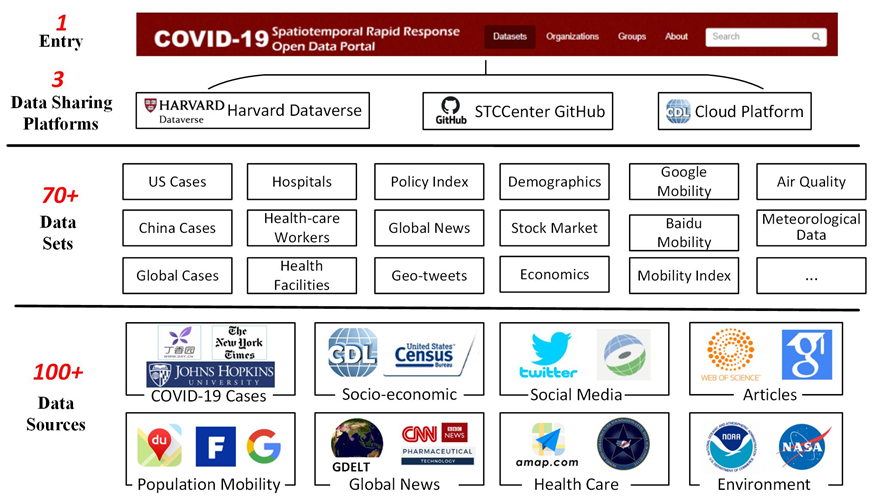 1
Entry
COVID-19 Spatiotemporal Rapid Response
Open Data Portal
Datasets Organizations Groups About Search
3
Data Sharing
Platforms
HARVARD
Dataverse
Harvard Dataverse
GitHub
STCCenter GitHub
CDL Cloud Platform
70+
Data
Sets
US Cases
Hospitals
Policy Index
Demographics
Google
Mobility
Air Quality
China Cases
Health-care
Workers
Global News
Stock Market
Baidu
Mobility
Meteorological
Data
Global Cases
Health
Facilities
Geo-tweets
Economics
Mobility Index
...
100+
Data
Sources
丁香园
The
New York
Times
JOHNS HOPKINS
UNIVERSITY
COVID-19 Cases
CDL
United States
Census
Bureau
Socio-economic
twitter
Social Media
WEB OF SCIENCE
g
Articles
du
F
G
Population Mobility
GDELT
CNN
BBC
NEWS
PHARMACEUTICAL
TECHNOLOGY
Global News
amap.com
Health Care
NOAA
NASA
Environment